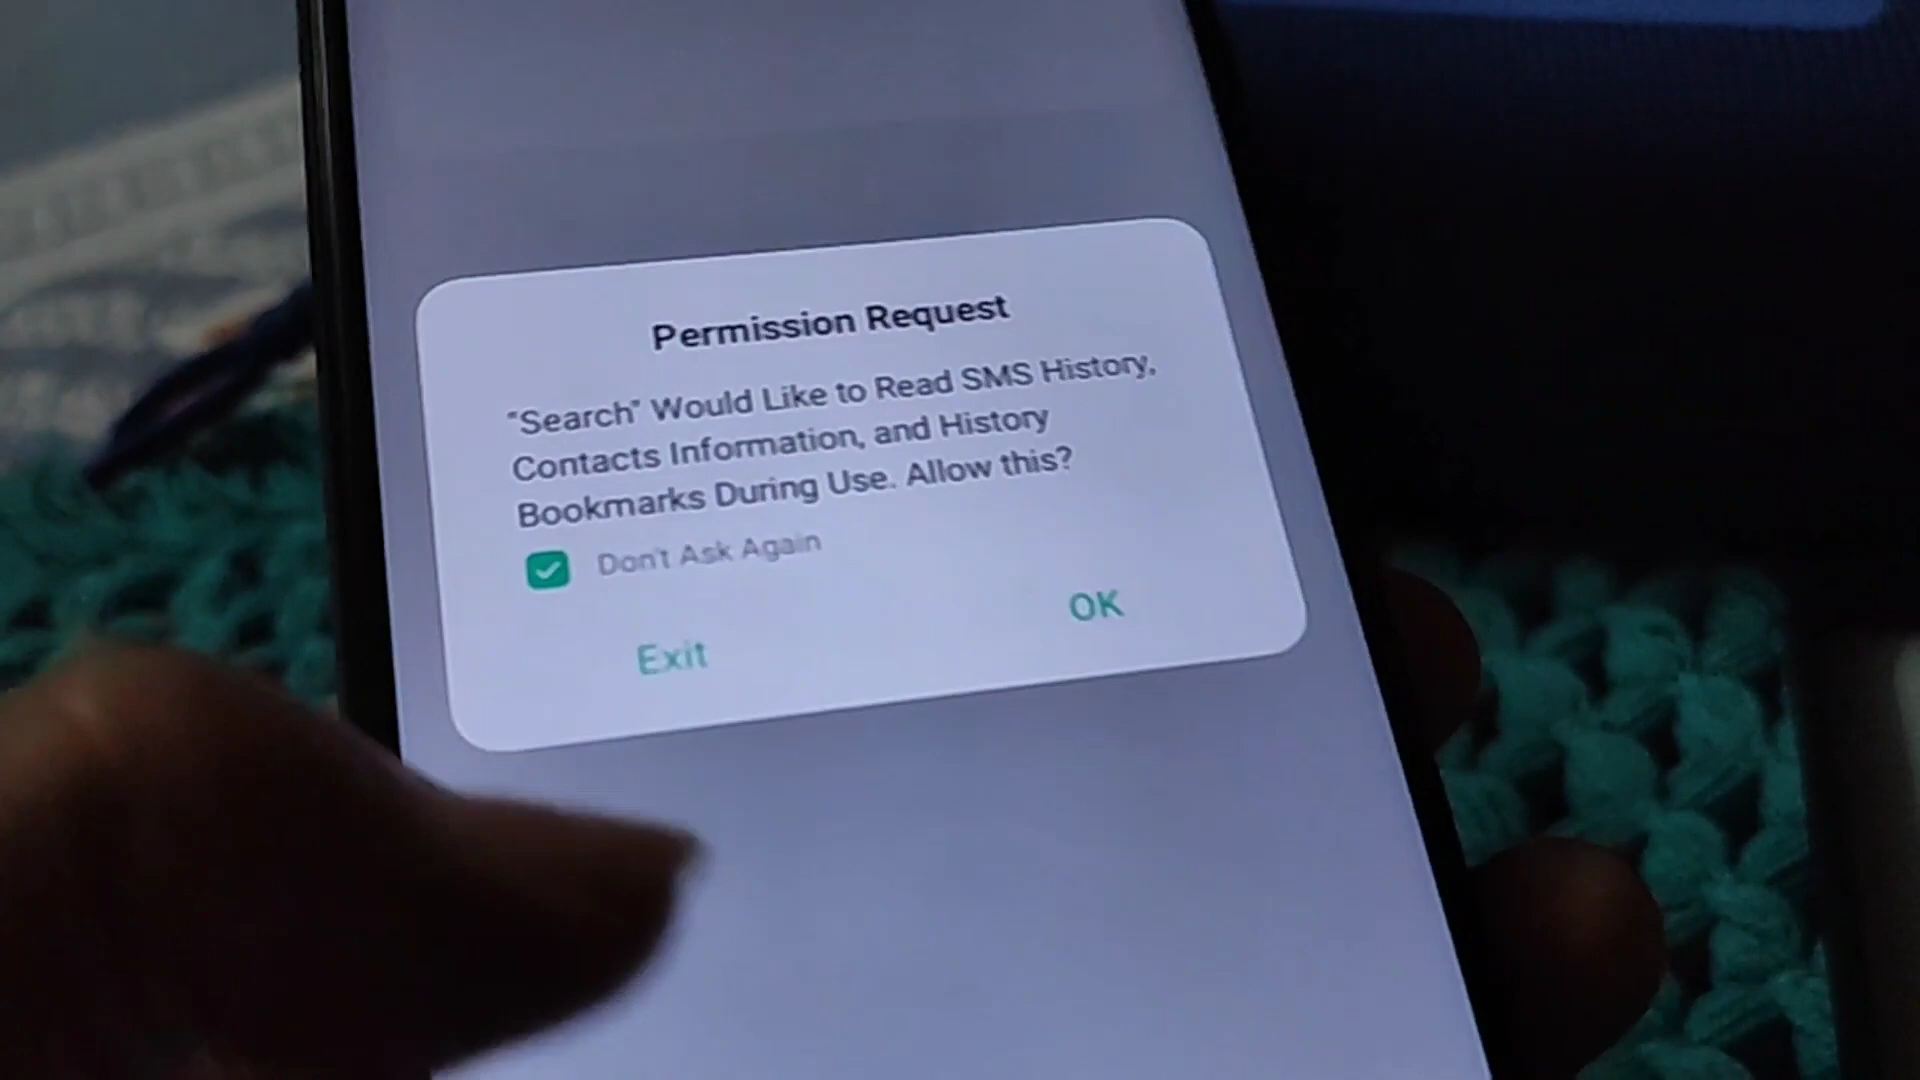 Permission Request
"Search" Would Like to Read SMS History,
Contacts Information, and History
Bookmarks During Use. Allow this?
Don't Ask Again
Exit
OK